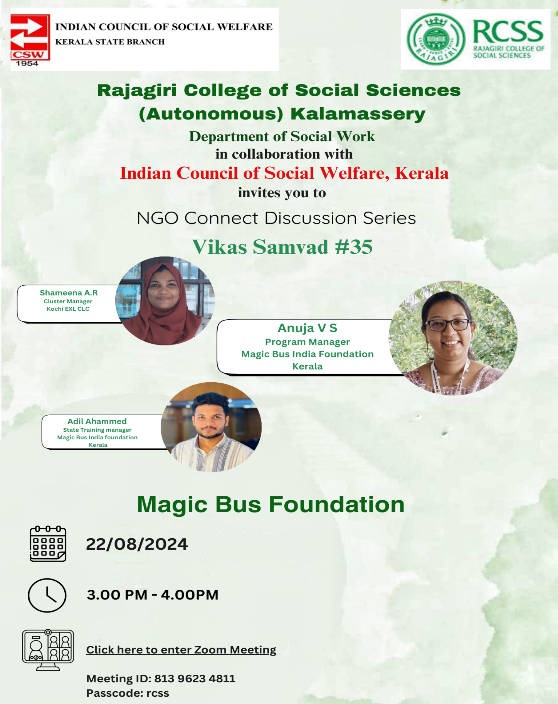 INDIAN COUNCIL OF SOCIAL WELFARE
KERALA STATE BRANCH
CSW
1954
RAJAGIRI
RCSS
RAJAGIRI COLLEGE OF
SOCIAL SCIENCES
Rajagiri College of Social Sciences
(Autonomous) Kalamassery
Department of Social Work
in collaboration with
Indian Council of Social Welfare, Kerala
invites you to
NGO Connect Discussion Series
Vikas Samvad #35
Shameena A.R
Cluster Manager
Kochi EXL CLC
Anuja V S
Program Manager
Magic Bus India Foundation
Kerala
Adil Ahammed
State Training manager
Magic Bus India foundation
Kerala
Magic Bus Foundation
22/08/2024
3.00 PM - 4.00PM
Click here to enter Zoom Meeting
Meeting ID: 813 9623 4811
Passcode: rcss